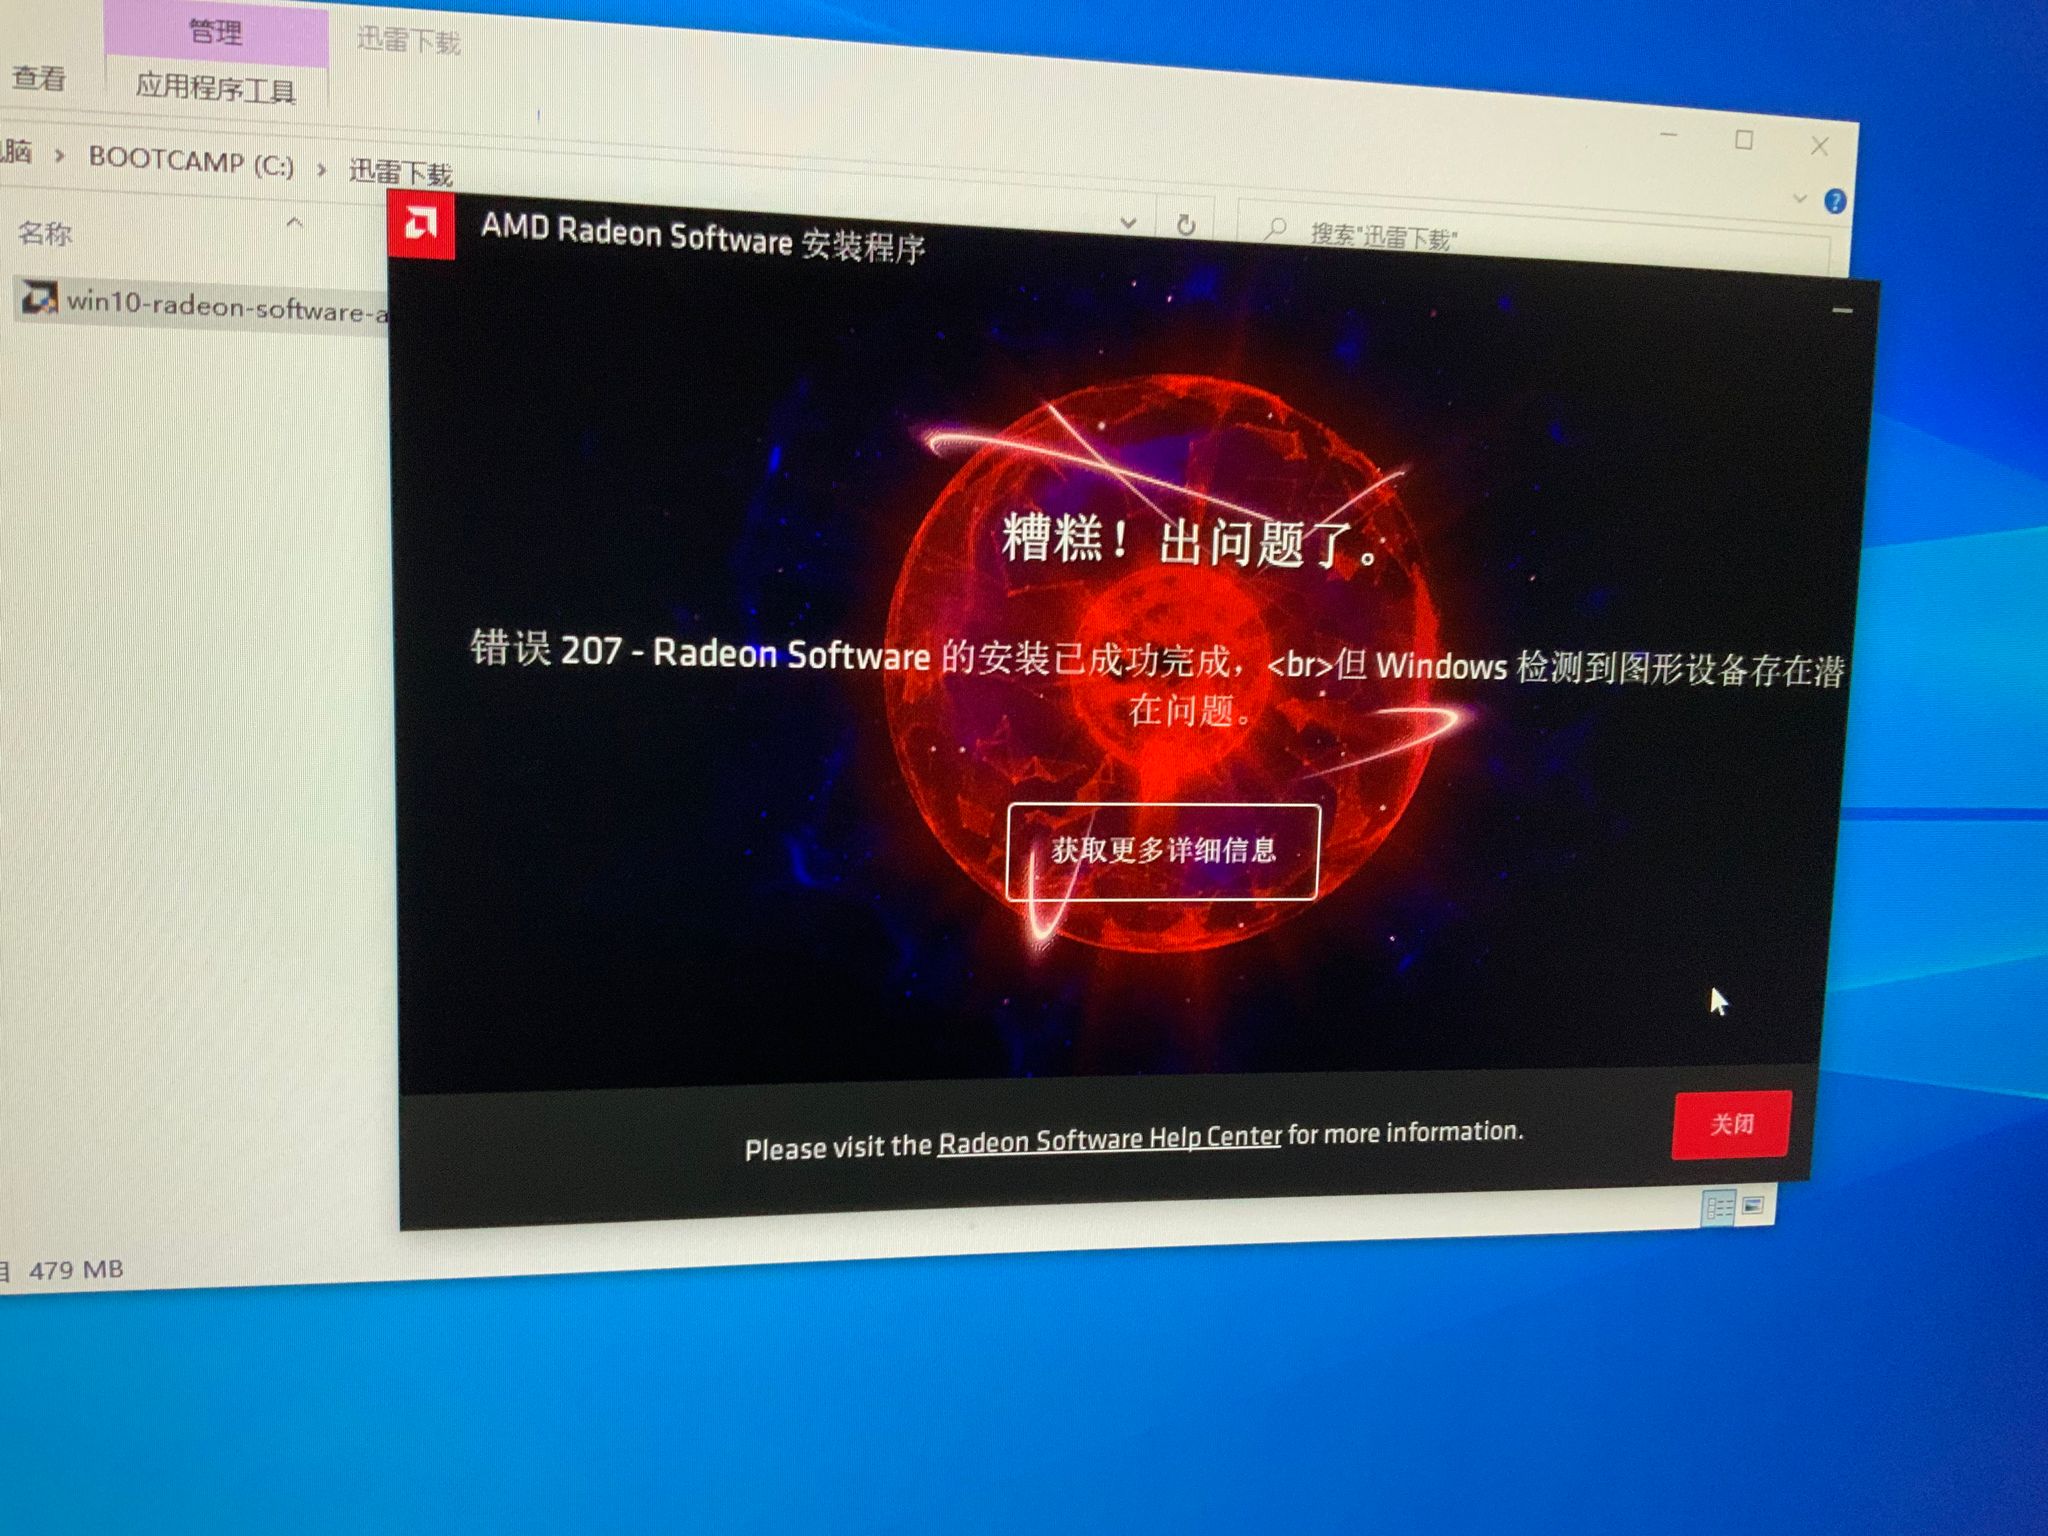 管理
迅雷下载
查看
应用程序工具
脑 › BOOTCAMP (C:) › 迅雷下载
搜索"迅雷下载"
名称
win10-radeon-software-a
AMD Radeon Software 安装程序
糟糕！出问题了。
错误 207 - Radeon Software 的安装已成功完成，<br>但 Windows 检测到图形设备存在潜
在问题。
获取更多详细信息
Please visit the Radeon Software Help Center for more information.
关闭
479 MB